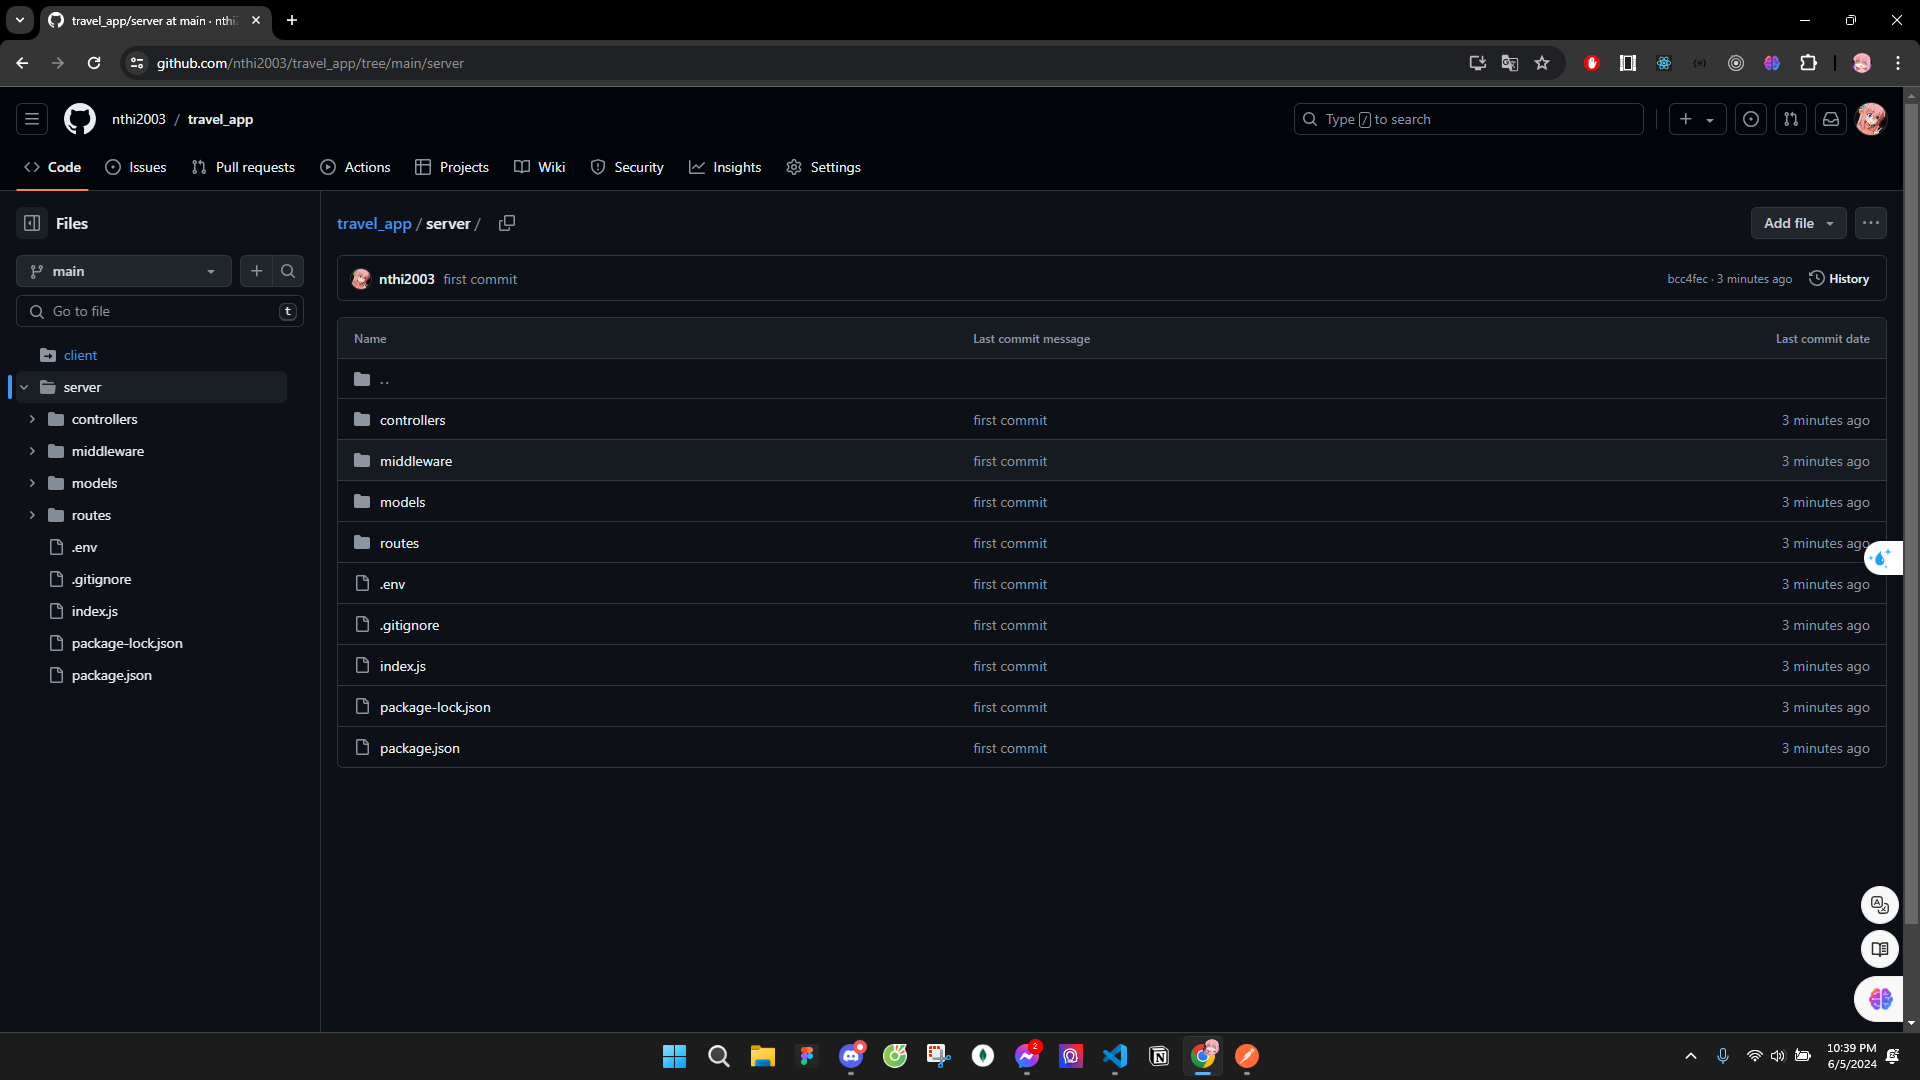 travel_app/server at main · nthi2
github.com/nthi2003/travel_app/tree/main/server
nthi2003 / travel_app
Type / to search
Code Issues Pull requests Actions Projects Wiki Security Insights Settings
Files
travel_app / server /
Add file
main
nthi2003 first commit
bcc4fec · 3 minutes ago History
Go to file t
Name Last commit message Last commit date
client
..
server
controllers
middleware
models
routes
.env
.gitignore
index.js
package-lock.json
package.json
controllers first commit 3 minutes ago
middleware first commit 3 minutes ago
models first commit 3 minutes ago
routes first commit 3 minutes ago
.env first commit 3 minutes ago
.gitignore first commit 3 minutes ago
index.js first commit 3 minutes ago
package-lock.json first commit 3 minutes ago
package.json first commit 3 minutes ago
2
10:39 PM
6/5/2024